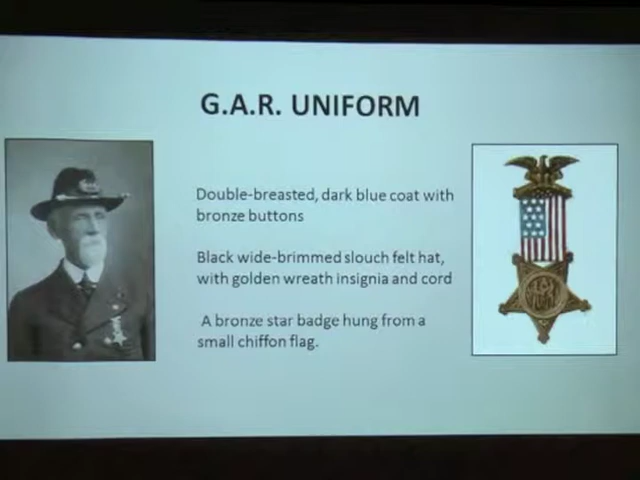 G.A.R. UNIFORM
Double-breasted, dark blue coat with
bronze buttons
Black wide-brimmed slouch felt hat,
with golden wreath insignia and cord
A bronze star badge hung from a
small chiffon flag.